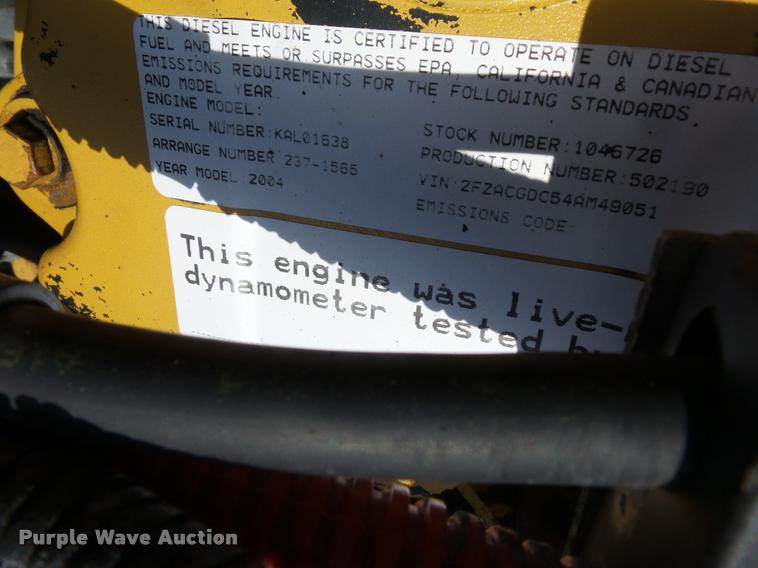 THIS DIESEL ENGINE IS CERTIFIED TO OPERATE ON DIESEL
FUEL AND MEETS OR SURPASSES EPA, CALIFORNIA & CANADIAN
EMISSIONS REQUIREMENTS FOR THE FOLLOWING STANDARDS,
AND MODEL YEAR.
ENGINE MODEL:
SERIAL NUMBER:KAL01638
ARRANGE NUMBER 237-1565
YEAR MODEL 2004
STOCK NUMBER:1046726
PRODUCTION NUMBER:502190
VIN:2FZACGDC54AM49051
EMISSIONS CODE
This engine was live-
dynamometer tested by
Purple Wave Auction